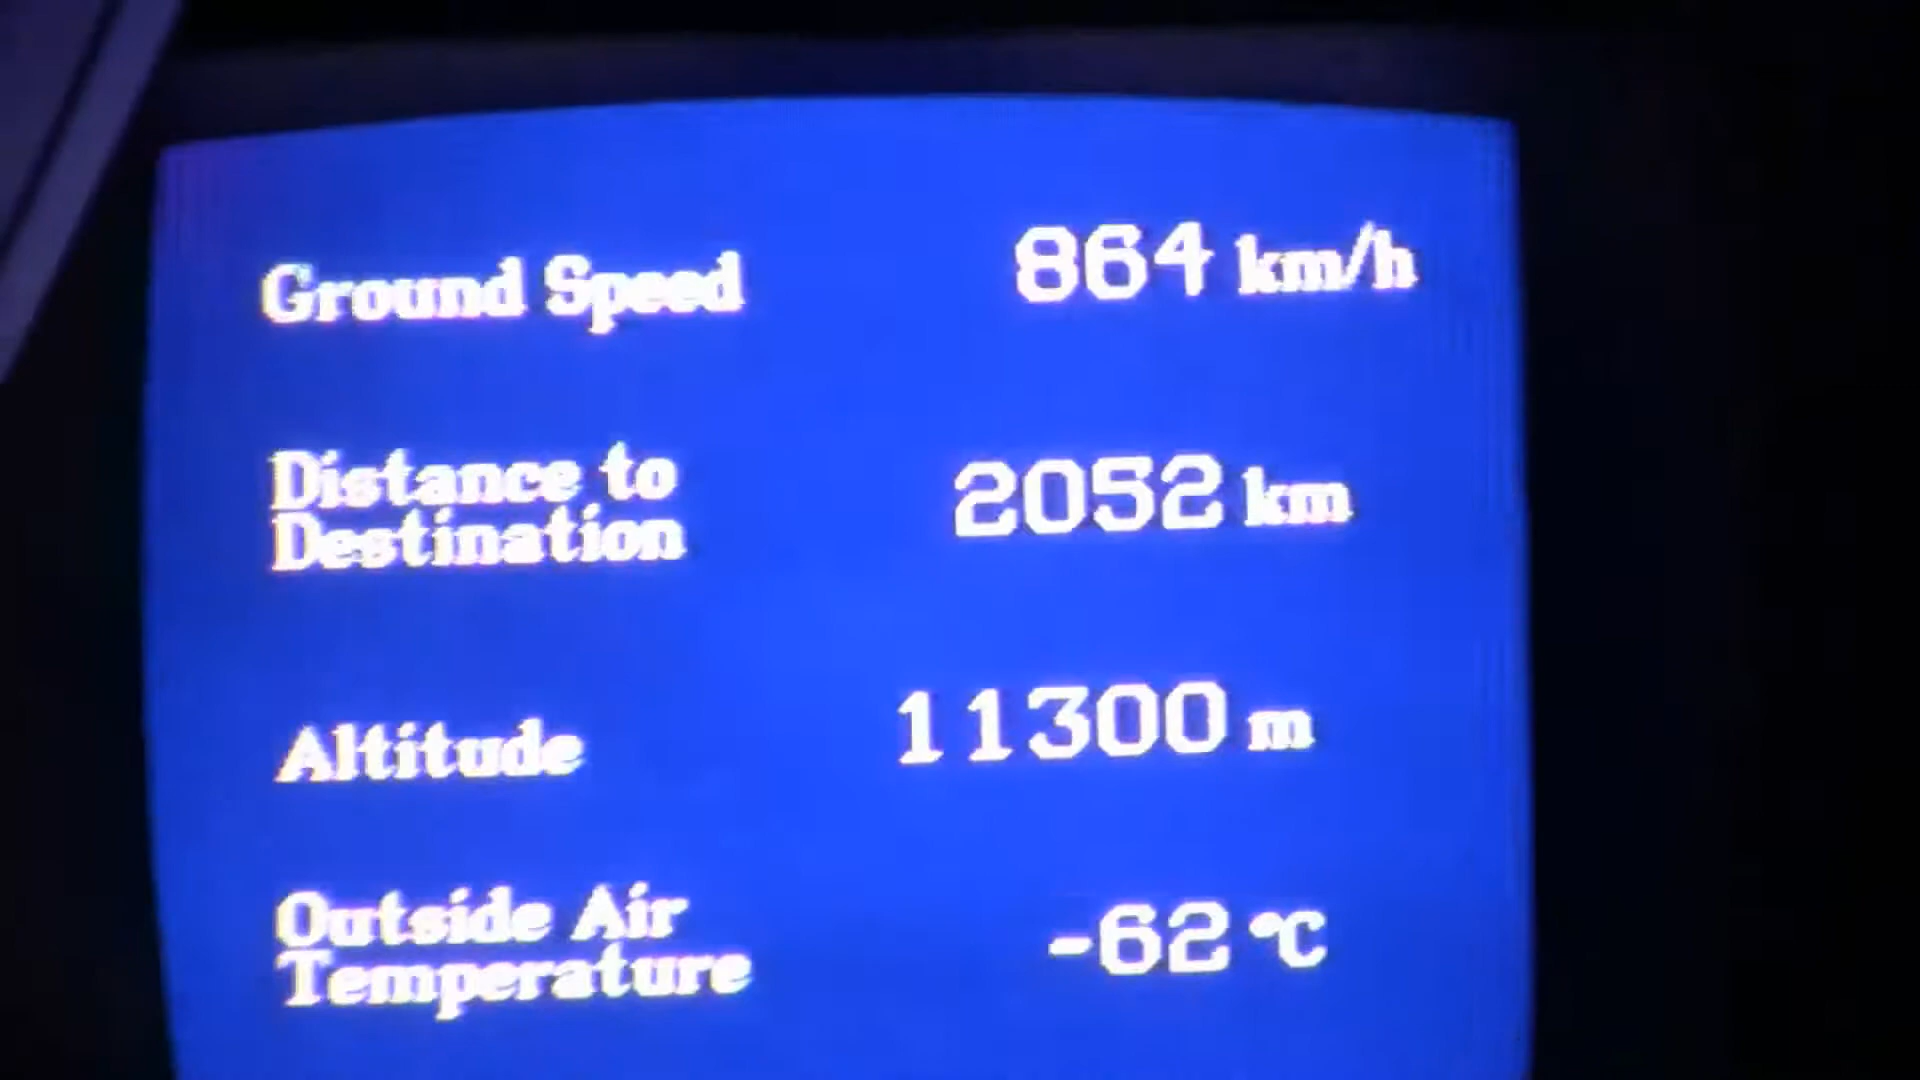 Ground Speed 864 km/h
Distance to
Destination 2052 km
Altitude 11300 m
Outside Air
Temperature -62 °C